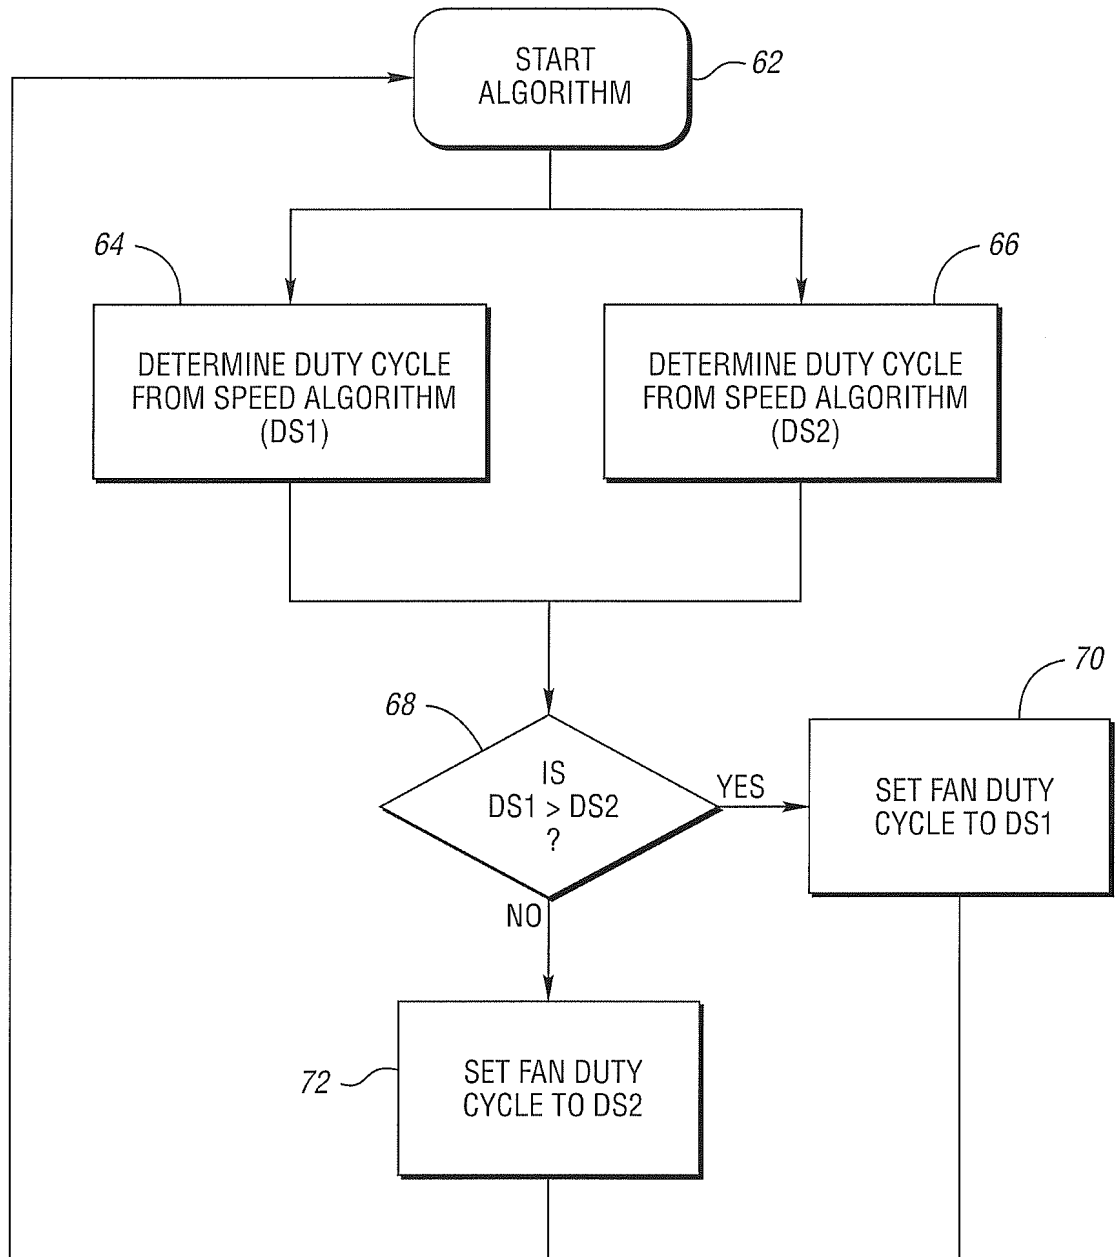 START
ALGORITHM
62
64
66
DETERMINE DUTY CYCLE
FROM SPEED ALGORITHM
(DS1)
DETERMINE DUTY CYCLE
FROM SPEED ALGORITHM
(DS2)
68
IS
DS1 > DS2
?
YES
70
SET FAN DUTY
CYCLE TO DS1
NO
72
SET FAN DUTY
CYCLE TO DS2